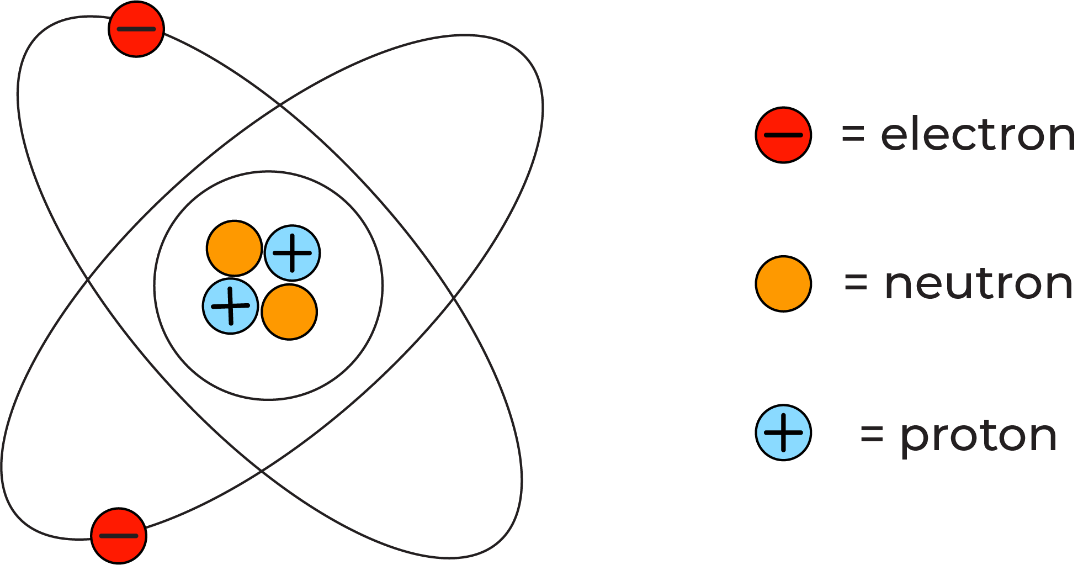 = electron
= neutron
= proton